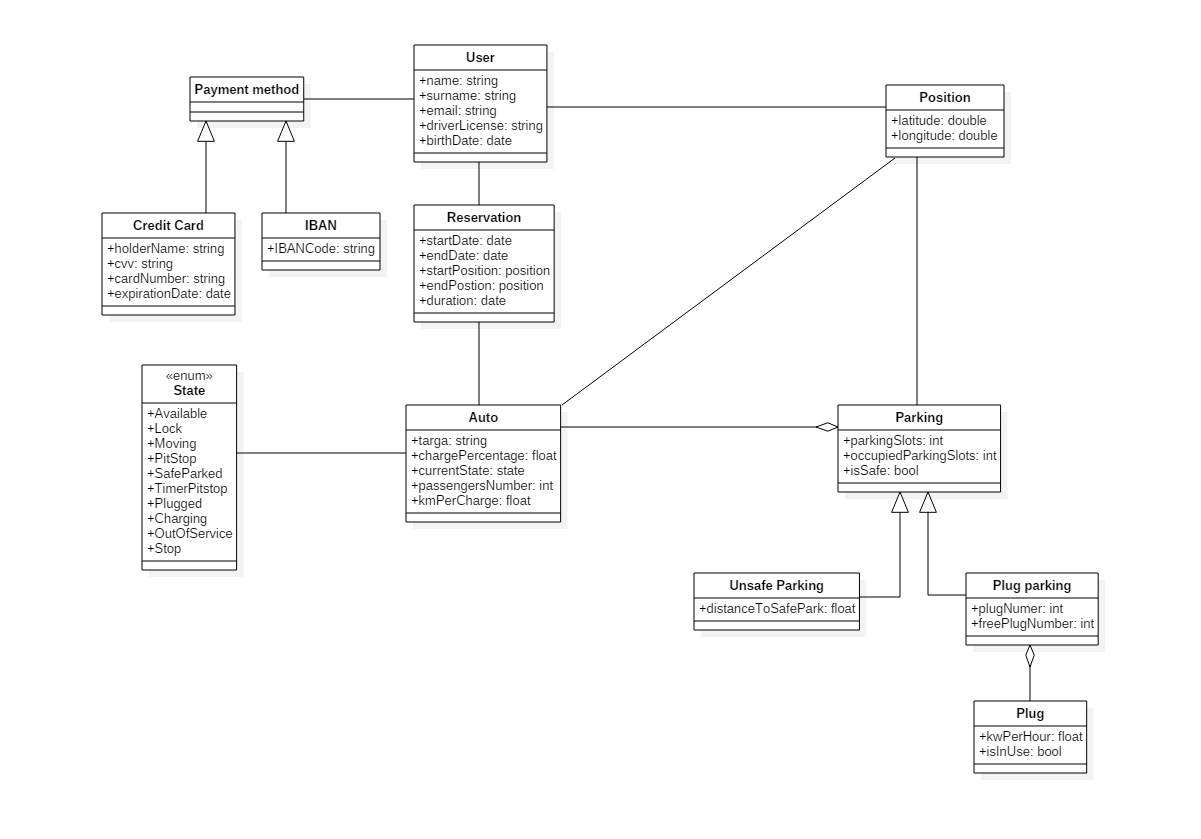 User
+name: string
+surname: string
+email: string
+driverLicense: string
+birthDate: date
Payment method
Position
+latitude: double
+longitude: double
Credit Card
+holderName: string
+cvv: string
+cardNumber: string
+expirationDate: date
IBAN
+IBANCode: string
Reservation
+startDate: date
+endDate: date
+startPosition: position
+endPostion: position
+duration: date
«enum»
State
+Available
+Lock
+Moving
+PitStop
+SafeParked
+TimerPitstop
+Plugged
+Charging
+OutOfService
+Stop
Auto
+targa: string
+chargePercentage: float
+currentState: state
+passengersNumber: int
+kmPerCharge: float
Parking
+parkingSlots: int
+occupiedParkingSlots: int
+isSafe: bool
Unsafe Parking
+distanceToSafePark: float
Plug parking
+plugNumer: int
+freePlugNumber: int
Plug
+kwPerHour: float
+isInUse: bool